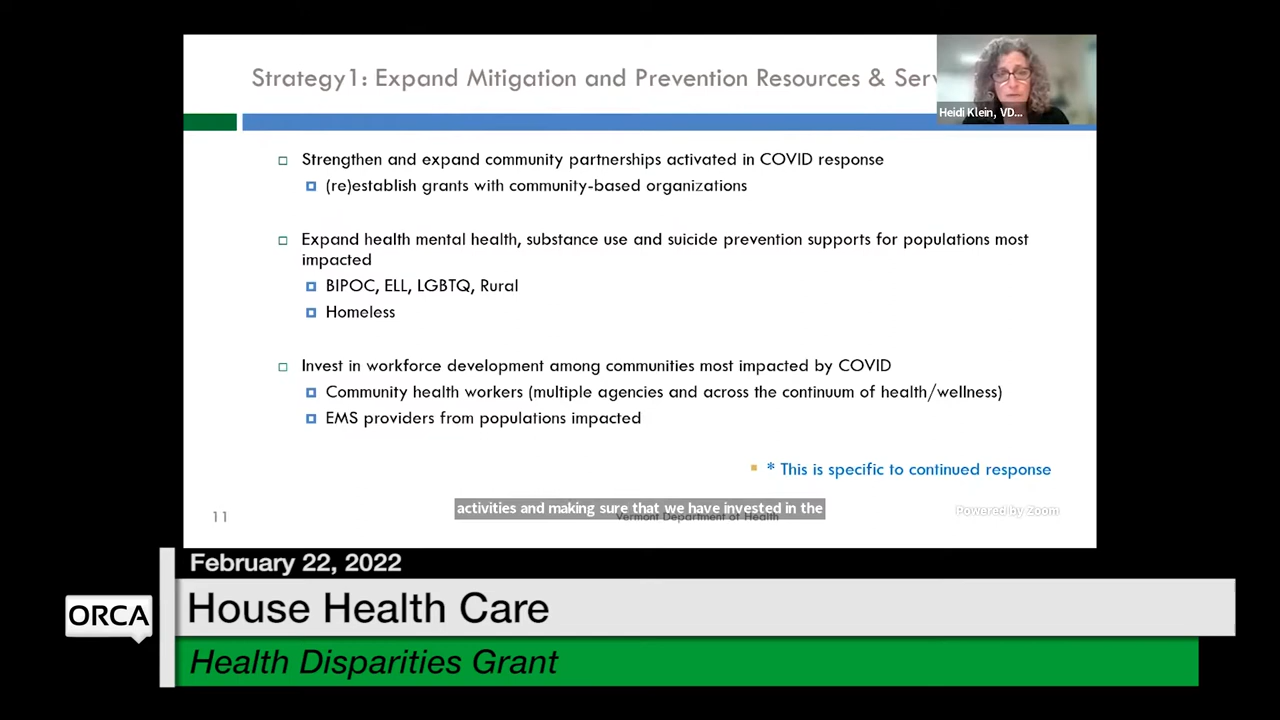 Strategy1: Expand Mitigation and Prevention Resources & Serv
Heidi Klein, VD...
Strengthen and expand community partnerships activated in COVID response
(re)establish grants with community-based organizations
Expand health mental health, substance use and suicide prevention supports for populations most
impacted
BIPOC, ELL, LGBTQ, Rural
Homeless
Invest in workforce development among communities most impacted by COVID
Community health workers (multiple agencies and across the continuum of health/wellness)
EMS providers from populations impacted
* This is specific to continued response
activities and making sure that we have invested in the
11
Vermont Department of Health
Powered by Zoom
February 22, 2022
ORCA
House Health Care
Health Disparities Grant